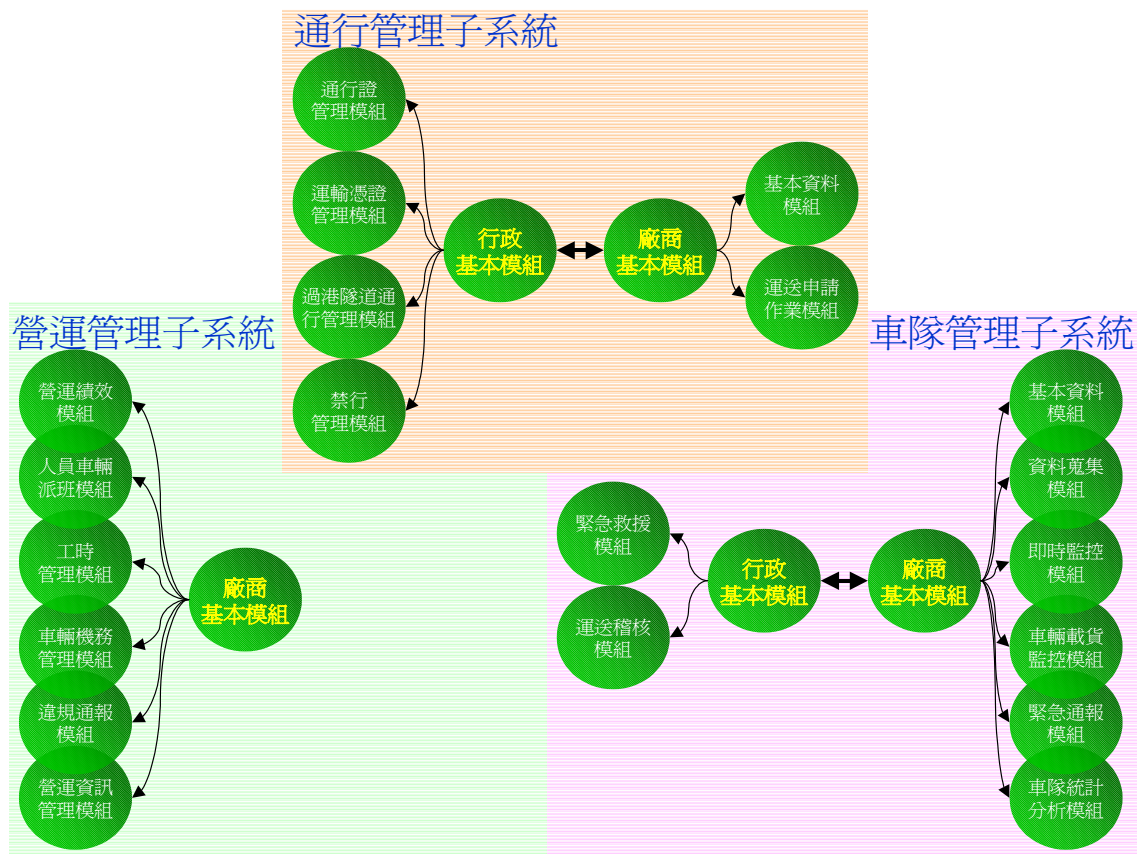 通行管理子系統
通行證
管理模組
運輸憑證
管理模組
過港隧道通
行管理模組
禁行
管理模組
行政
基本模組
廠商
基本模組
基本資料
模組
運送申請
作業模組
營運管理子系統
營運績效
模組
人員車輛
派班模組
工時
管理模組
車輛機務
管理模組
違規通報
模組
營運資訊
管理模組
廠商
基本模組
車隊管理子系統
緊急救援
模組
運送稽核
模組
行政
基本模組
廠商
基本模組
基本資料
模組
資料蒐集
模組
即時監控
模組
車輛載貨
監控模組
緊急通報
模組
車隊統計
分析模組